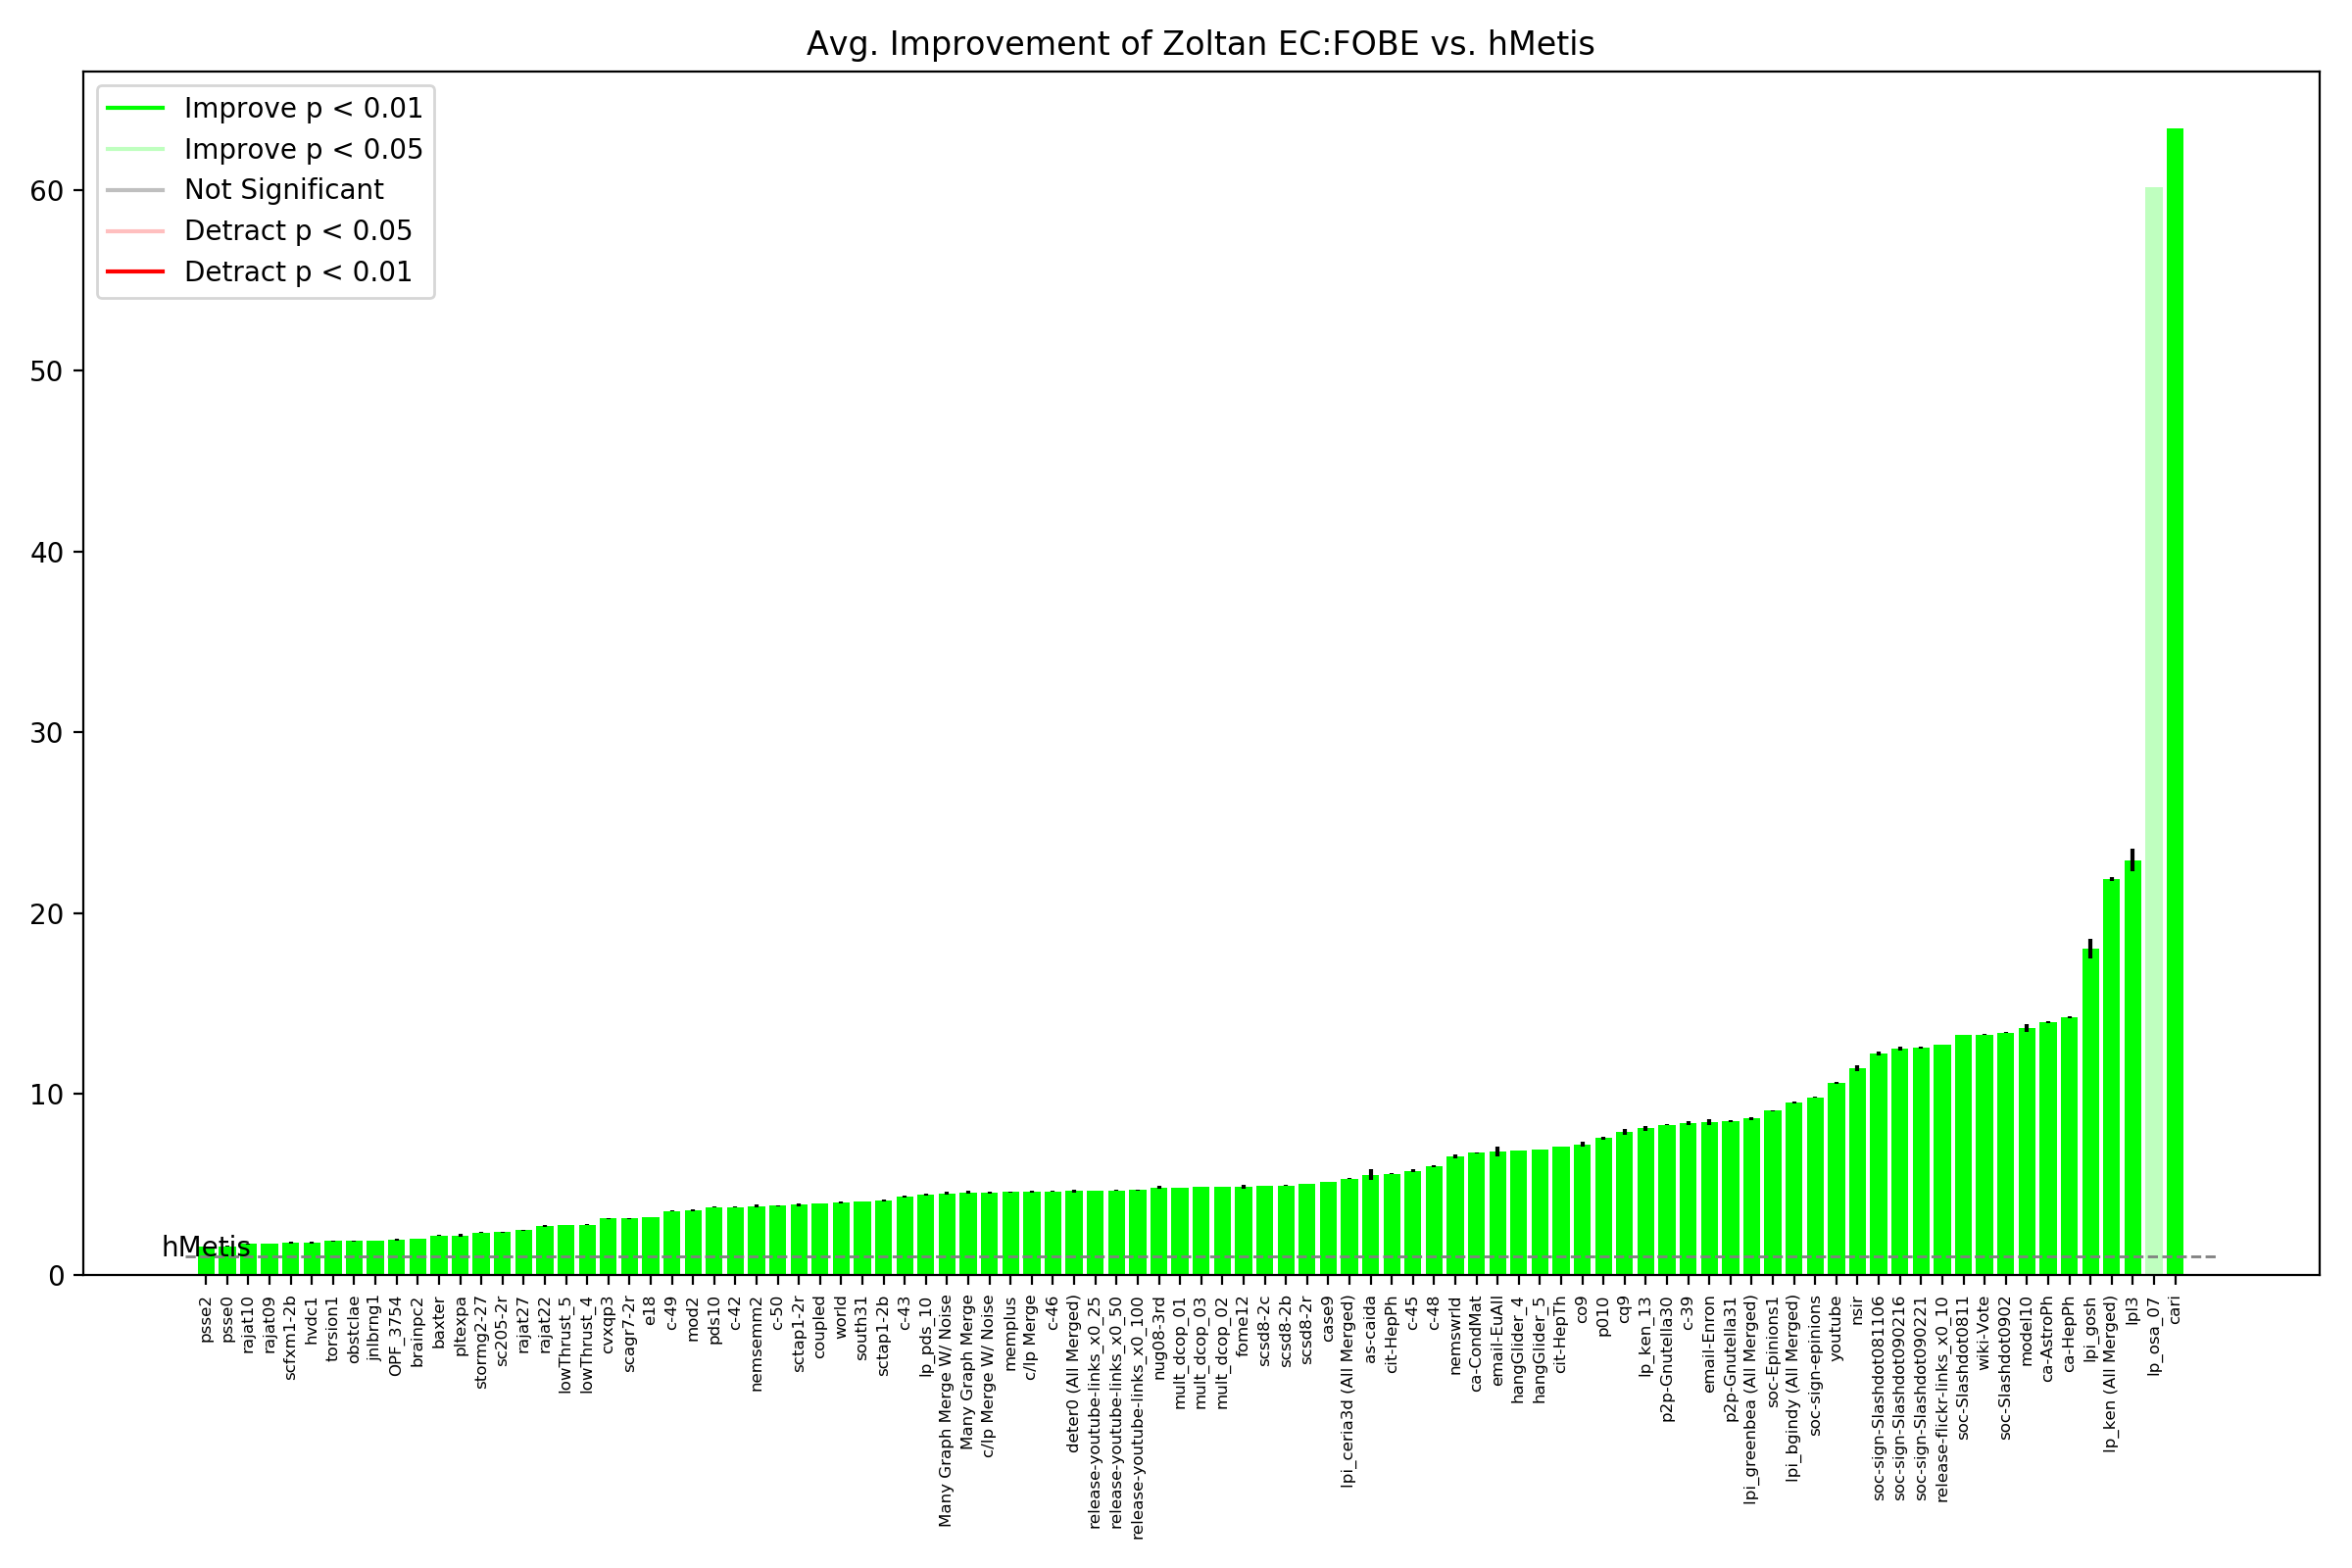 Avg. Improvement of Zoltan EC:FOBE vs. hMetis
Improve p < 0.01
Improve p < 0.05
Not Significant
Detract p < 0.05
Detract p < 0.01
60
50
40
30
20
10
0
hMetis
psse2
psse0
rajat10
rajat09
scfxm1-2b
hvdc1
torsion1
obstclae
jnlbrng1
OPF_3754
brainpc2
baxter
pltexpa
stormg2-27
sc205-2r
rajat27
rajat22
lowThrust_5
lowThrust_4
cvxqp3
scagr7-2r
e18
c-49
mod2
pds10
c-42
nemsemm2
c-50
sctap1-2r
coupled
world
south31
sctap1-2b
c-43
lp_pds_10
Many Graph Merge W/ Noise
Many Graph Merge
c/lp Merge W/ Noise
memplus
c/lp Merge
c-46
deter0 (All Merged)
release-youtube-links_x0_25
release-youtube-links_x0_50
release-youtube-links_x0_100
nug08-3rd
mult_dcop_01
mult_dcop_03
mult_dcop_02
fome12
scsd8-2c
scsd8-2b
scsd8-2r
case9
lpi_ceria3d (All Merged)
as-caida
cit-HepPh
c-45
c-48
nemswrld
ca-CondMat
email-EuAll
hangGlider_4
hangGlider_5
cit-HepTh
co9
p010
cq9
lp_ken_13
p2p-Gnutella30
c-39
email-Enron
p2p-Gnutella31
lpi_greenbea (All Merged)
soc-Epinions1
lpi_bgindy (All Merged)
soc-sign-epinions
youtube
nsir
soc-sign-Slashdot081106
soc-sign-Slashdot090216
soc-sign-Slashdot090221
release-flickr-links_x0_10
soc-Slashdot0811
wiki-Vote
soc-Slashdot0902
model10
ca-AstroPh
ca-HepPh
lpi_gosh
lp_ken (All Merged)
lpl3
lp_osa_07
cari